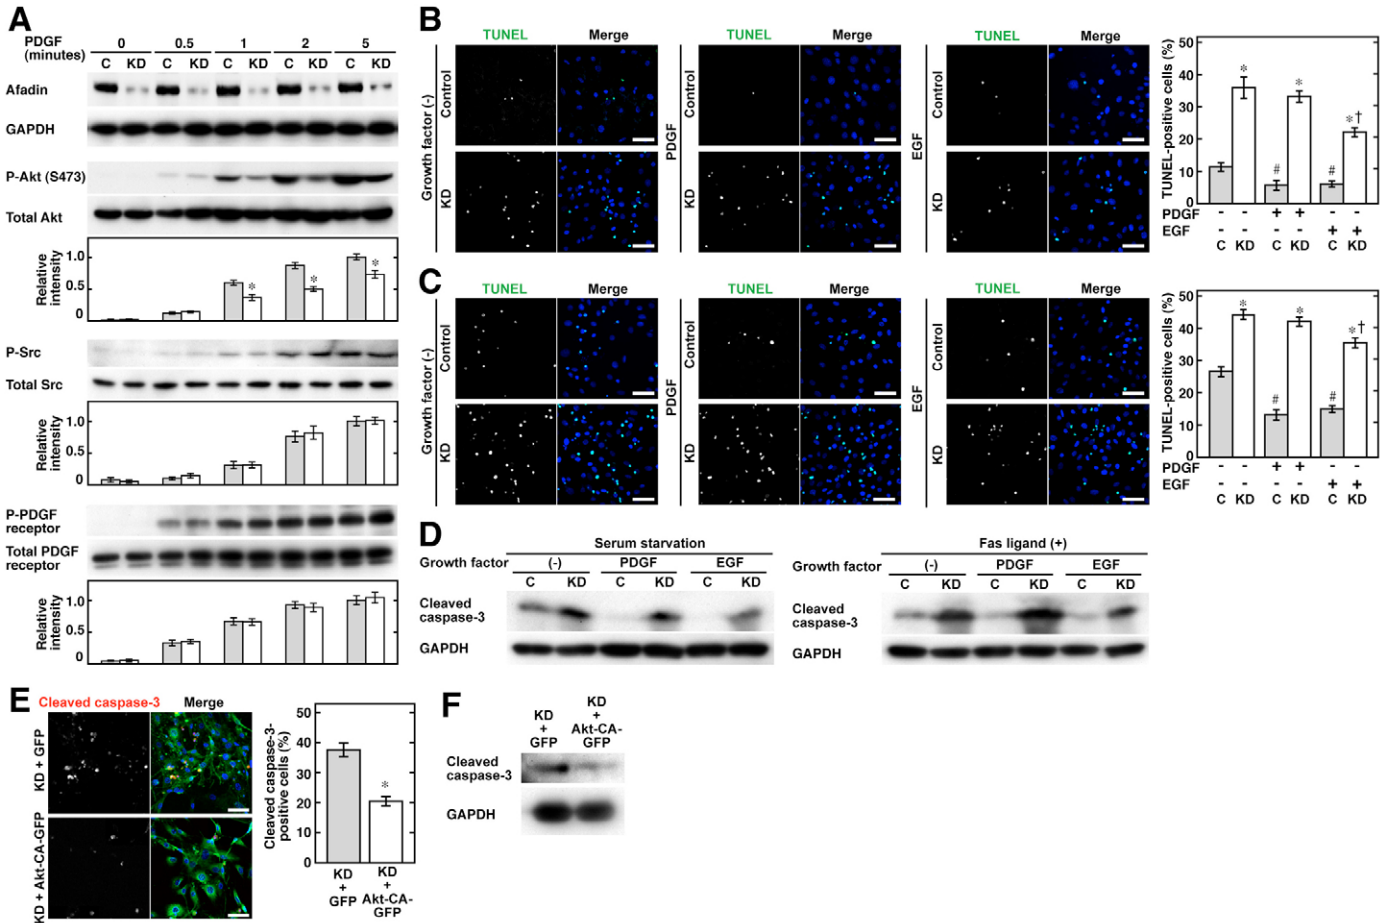 A
PDGF (minutes) 0 0.5 1 2 5
C KD C KD C KD C KD C KD
Afadin
GAPDH
P-Akt (S473)
Total Akt
Relative intensity
1.0
0.5
0
* * *
P-Src
Total Src
Relative intensity
1.0
0.5
0
P-PDGF receptor
Total PDGF receptor
Relative intensity
1.0
0.5
0
B
TUNEL Merge TUNEL Merge TUNEL Merge
Growth factor (-)
Control
KD
PDGF
Control
KD
EGF
Control
KD
TUNEL-positive cells (%)
50
40
30
20
10
0
* # * # *†
PDGF - - + + - -
EGF - - - - + +
C KD C KD C KD
C
TUNEL Merge TUNEL Merge TUNEL Merge
Growth factor (-)
Control
KD
PDGF
Control
KD
EGF
Control
KD
TUNEL-positive cells (%)
50
40
30
20
10
0
* # * # *†
PDGF - - + + - -
EGF - - - - + +
C KD C KD C KD
D
Serum starvation
Growth factor (-) PDGF EGF
C KD C KD C KD
Cleaved
caspase-3
GAPDH
Fas ligand (+)
Growth factor (-) PDGF EGF
C KD C KD C KD
Cleaved
caspase-3
GAPDH
E
Cleaved caspase-3 Merge
KD + GFP
KD + Akt-CA-GFP
Cleaved caspase-3-
positive cells (%)
50
40
30
20
10
0
*
KD
+
GFP
KD
+
Akt-CA-
GFP
F
KD
+
GFP
KD
+
Akt-CA-
GFP
Cleaved
caspase-3
GAPDH